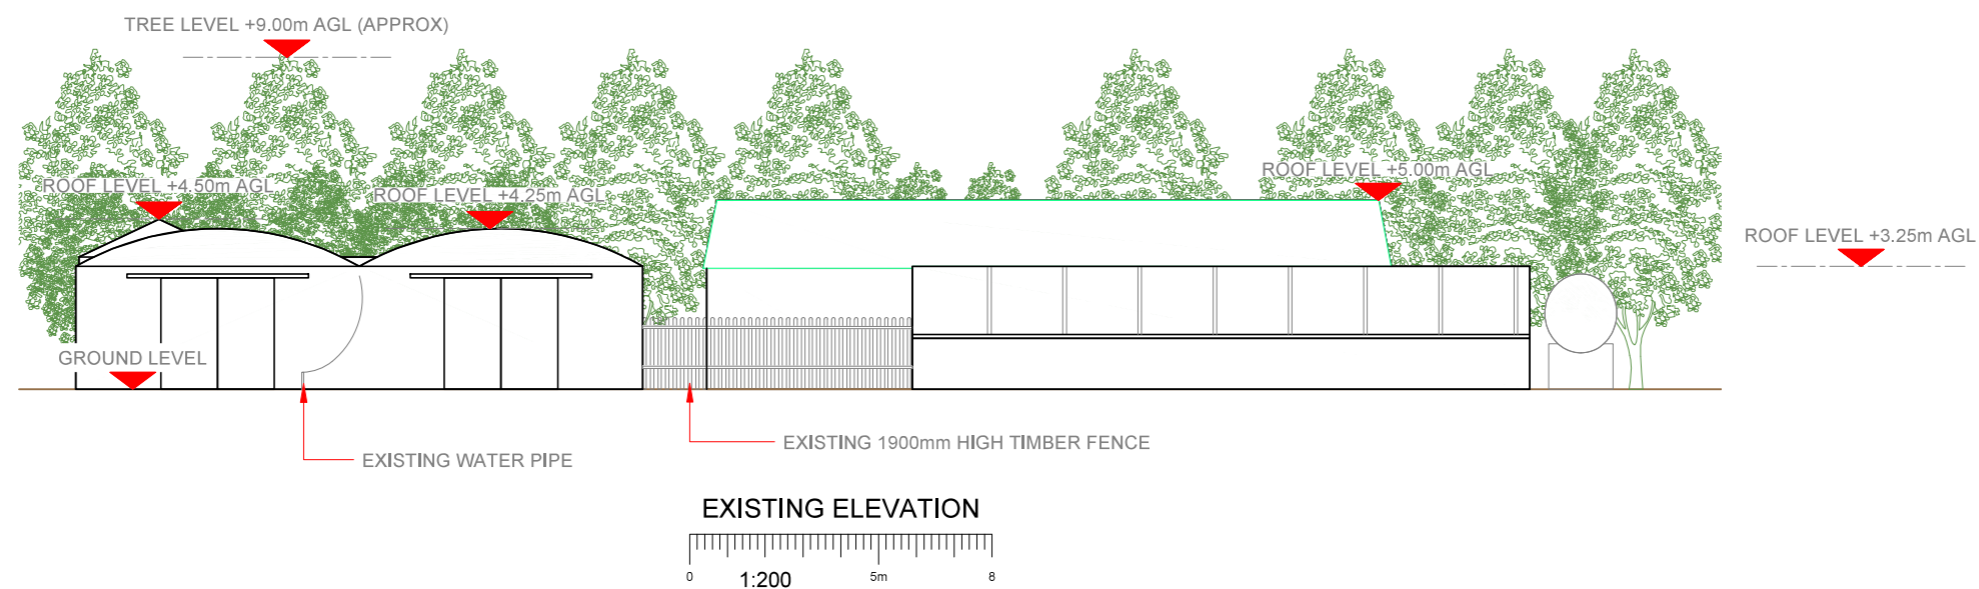 TREE LEVEL +9.00m AGL (APPROX)
ROOF LEVEL +4.50m AGL
ROOF LEVEL +4.25m AGL
ROOF LEVEL +5.00m AGL
ROOF LEVEL +3.25m AGL
GROUND LEVEL
EXISTING WATER PIPE
EXISTING 1900mm HIGH TIMBER FENCE
EXISTING ELEVATION
0 1:200 5m 8